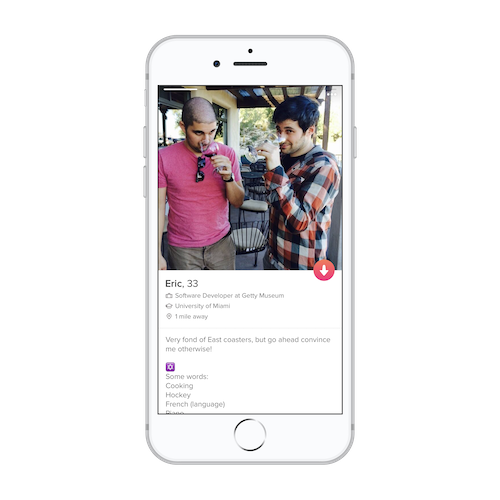 Eric, 33
Software Developer at Getty Museum
University of Miami
1 mile away
Very fond of East coasters, but go ahead convince
me otherwise!
✡
Some words:
Cooking
Hockey
French (language)